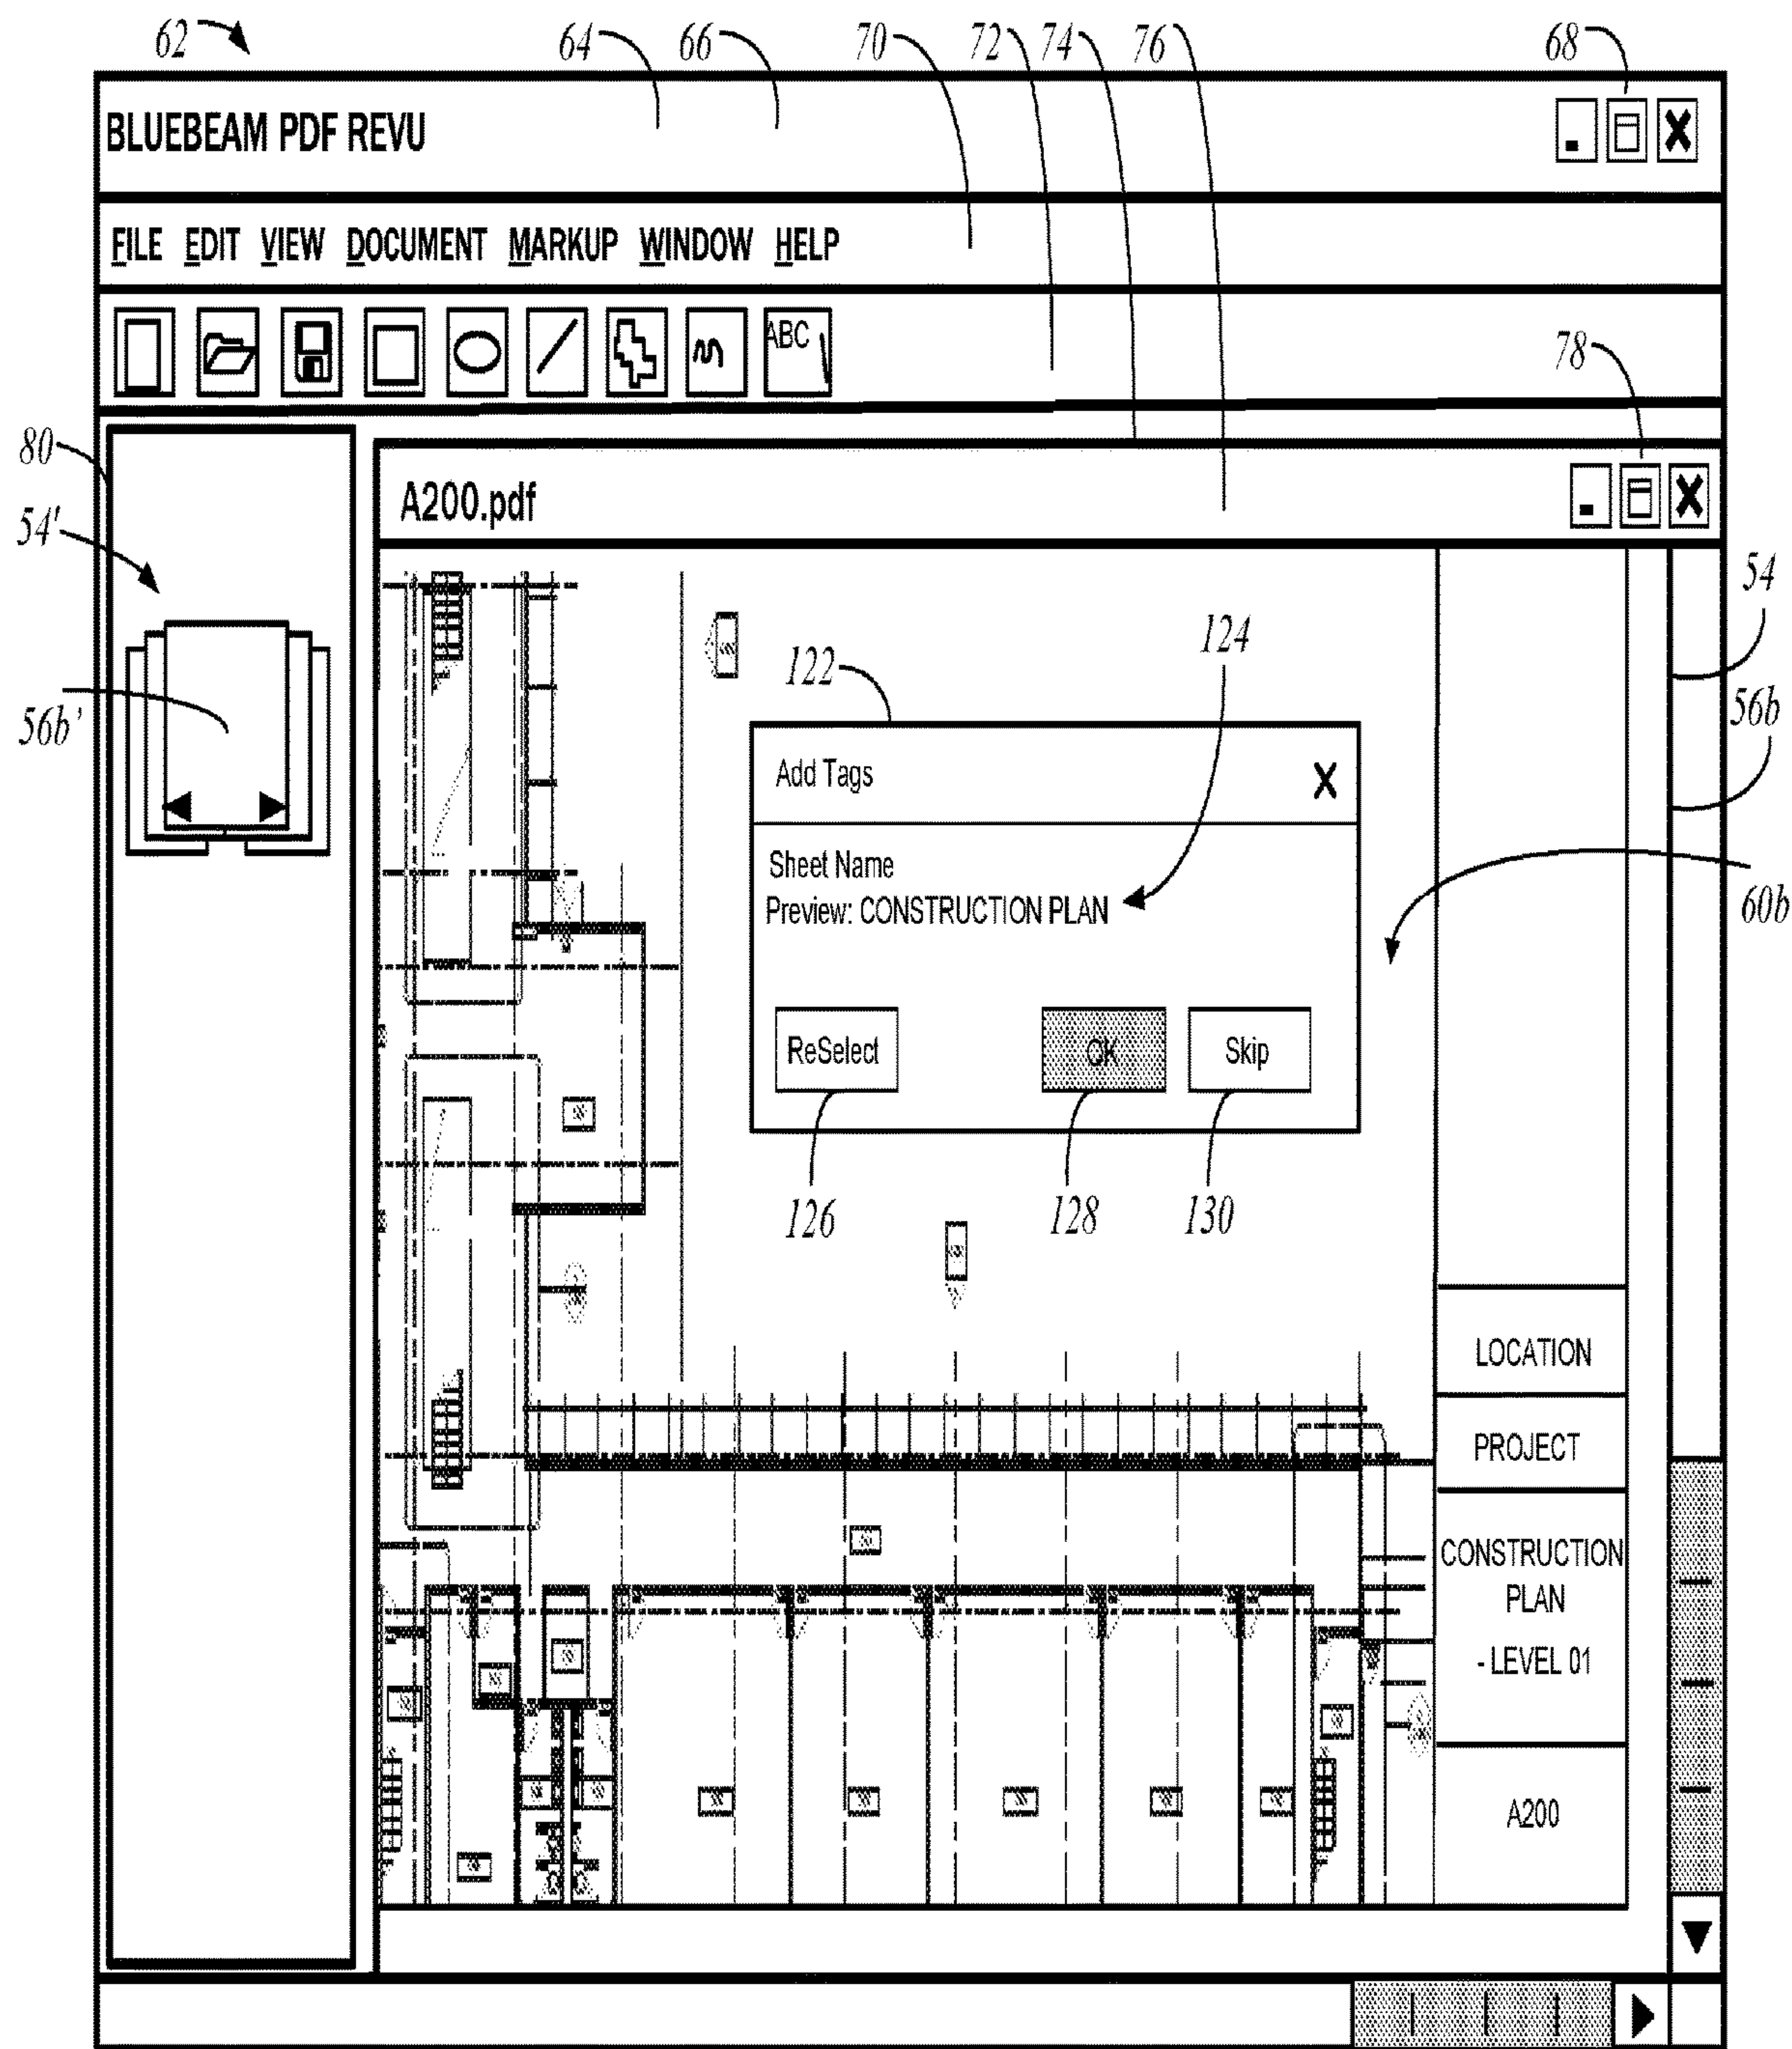 62 64 66 70 72 74 76 68
BLUEBEAM PDF REVU
FILE EDIT VIEW DOCUMENT MARKUP WINDOW HELP
ABC
78
80
A200.pdf
54'
54
124
122
56b'
56b
Add Tags X
Sheet Name
Preview: CONSTRUCTION PLAN
60b
ReSelect OK Skip
126 128 130
LOCATION
PROJECT
CONSTRUCTION
PLAN
- LEVEL 01
A200